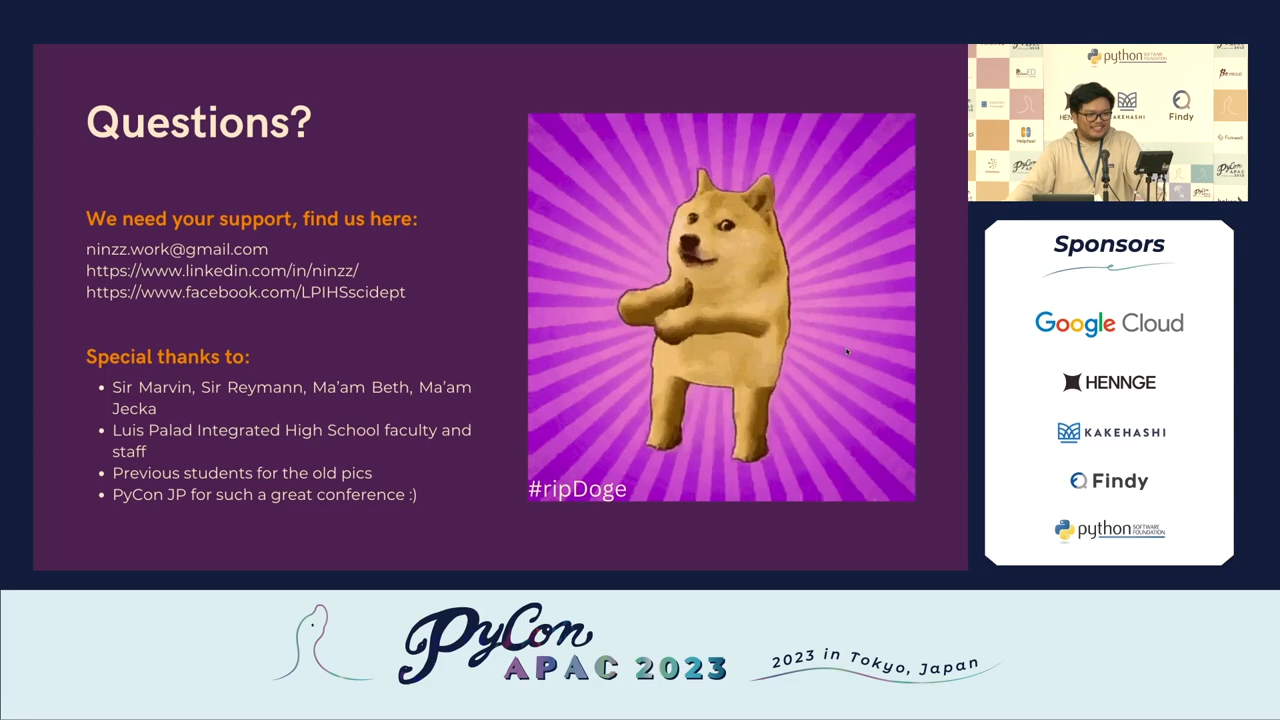 Questions?
We need your support, find us here:
ninzz.work@gmail.com
https://www.linkedin.com/in/ninzz/
https://www.facebook.com/LPIHSscidept
Special thanks to:
• Sir Marvin, Sir Reymann, Ma'am Beth, Ma'am
Jecka
• Luis Palad Integrated High School faculty and
staff
• Previous students for the old pics
• PyCon JP for such a great conference :)
#ripDoge
python SOFTWARE FOUNDATION
KAKEHASHI
Findy
Sponsors
Google Cloud
HENNGE
KAKEHASHI
Findy
python SOFTWARE
FOUNDATION
PyCon
APAC 2023
2023 in Tokyo, Japan